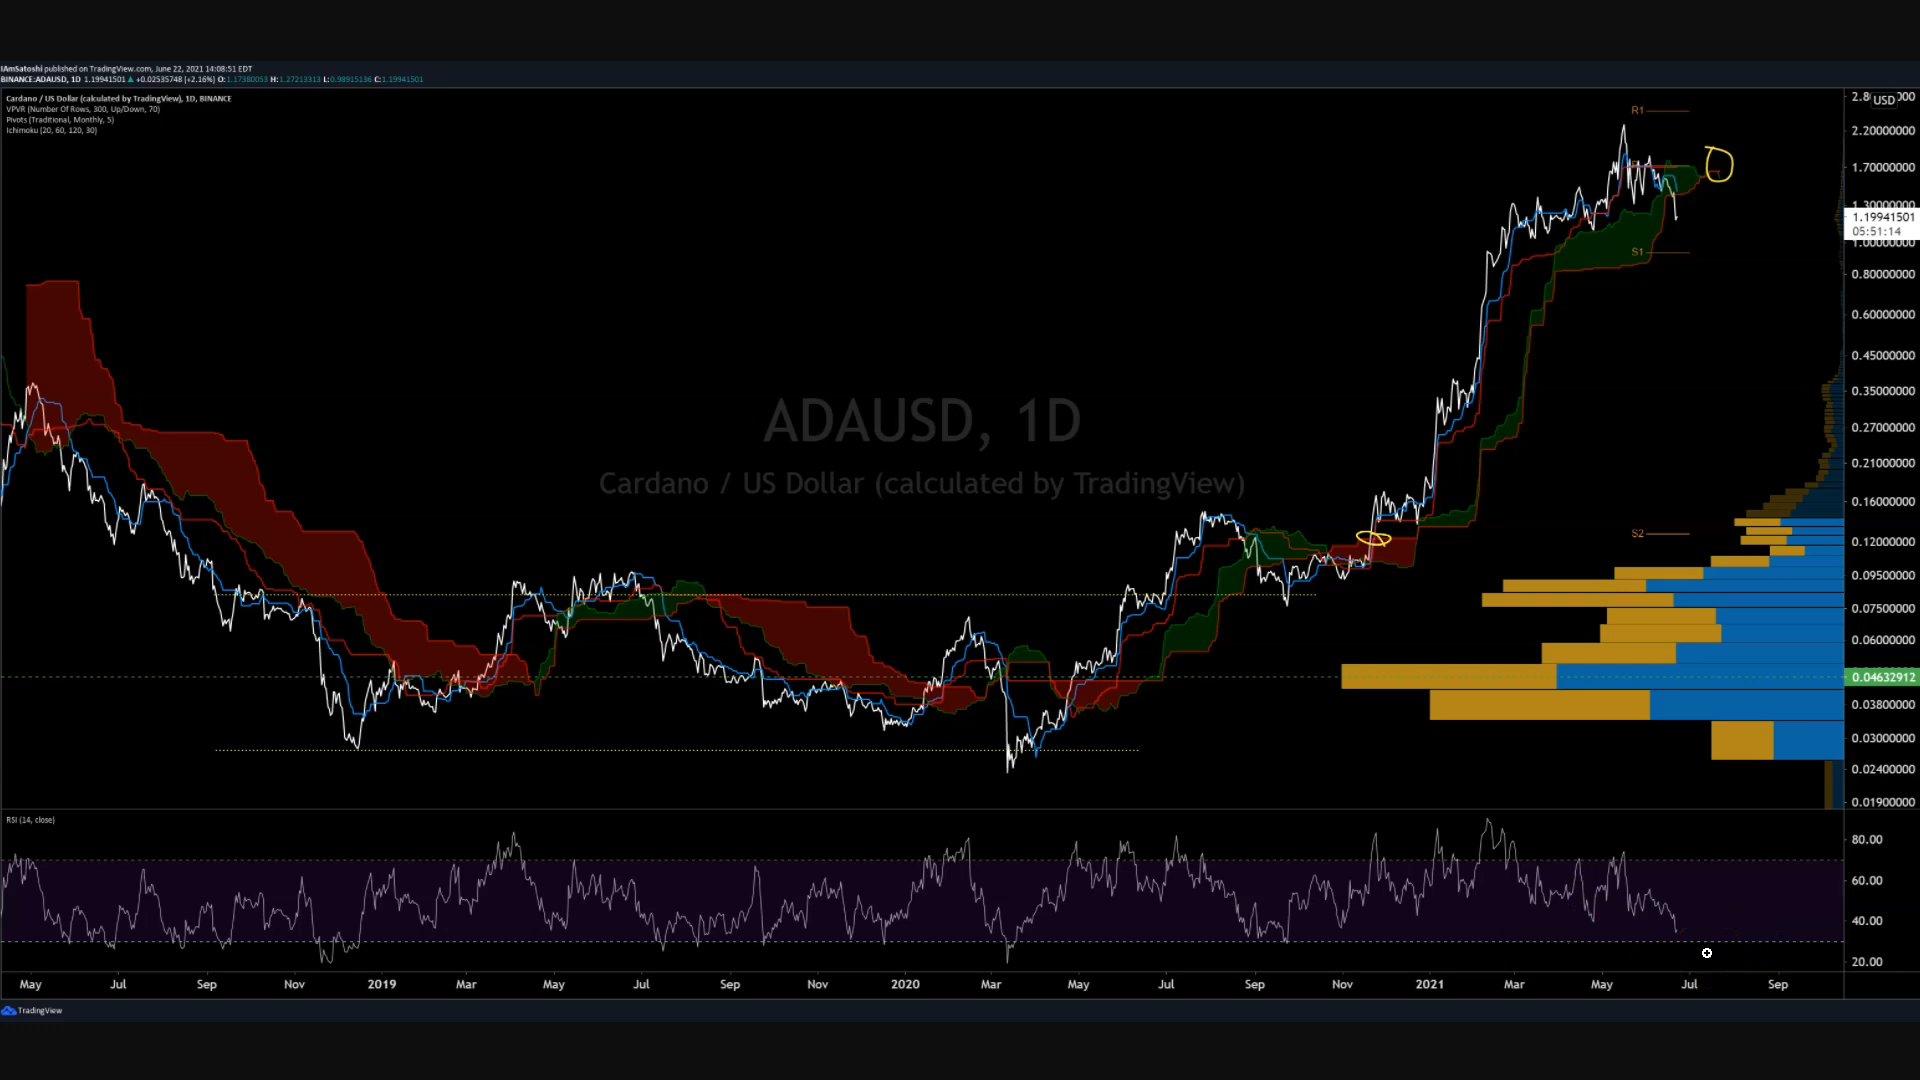 IAmSatoshi published on TradingView.com, June 22, 2021 14:08:51 EDT
BINANCE:ADAUSD, 1D 1.19941501 ▲ +0.02535748 (+2.16%) O:1.17380053 H:1.27213313 L:0.98915136 C:1.19941501
Cardano / US Dollar (calculated by TradingView), 1D, BINANCE
VPVR (Number Of Rows, 300, Up/Down, 70)
Pivots (Traditional, Monthly, 5)
Ichimoku (20, 60, 120, 30)
USD
R1
2.20000000
1.70000000
1.30000000
1.19941501
05:51:14
1.00000000
S1
0.80000000
0.60000000
0.45000000
0.35000000
ADAUSD, 1D
0.27000000
0.21000000
Cardano / US Dollar (calculated by TradingView)
0.16000000
S2
0.12000000
0.09500000
0.07500000
0.06000000
0.04632912
0.03800000
0.03000000
0.02400000
0.01900000
RSI (14, close)
80.00
60.00
40.00
20.00
May Jul Sep Nov 2019 Mar May Jul Sep Nov 2020 Mar May Jul Sep Nov 2021 Mar May Jul Sep
TradingView